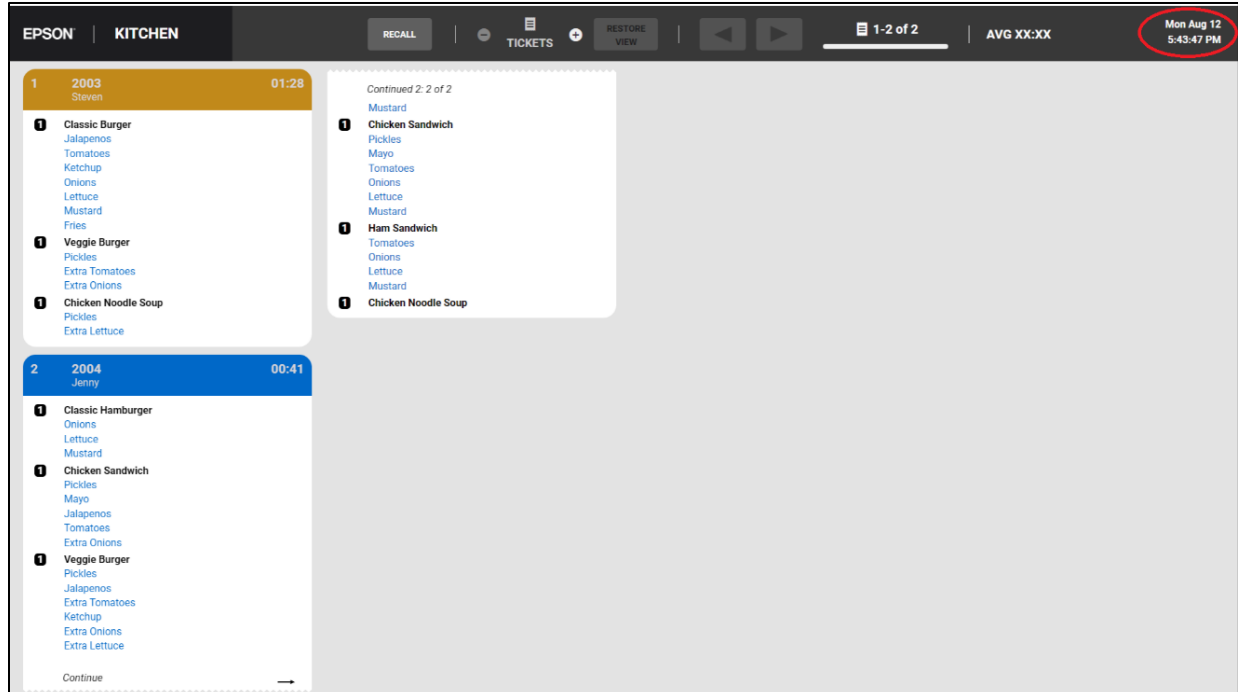 EPSON KITCHEN
RECALL
TICKETS
RESTORE
VIEW
1-2 of 2
AVG XX:XX
Mon Aug 12
5:43:47 PM
1 2003 01:28
Steven
1 Classic Burger
Jalapenos
Tomatoes
Ketchup
Onions
Lettuce
Mustard
Fries
1 Veggie Burger
Pickles
Extra Tomatoes
Extra Onions
1 Chicken Noodle Soup
Pickles
Extra Lettuce
2 2004 00:41
Jenny
1 Classic Hamburger
Onions
Lettuce
Mustard
1 Chicken Sandwich
Pickles
Mayo
Jalapenos
Tomatoes
Extra Onions
1 Veggie Burger
Pickles
Jalapenos
Extra Tomatoes
Ketchup
Extra Onions
Extra Lettuce
Continue →
Continued 2: 2 of 2
Mustard
1 Chicken Sandwich
Pickles
Mayo
Tomatoes
Onions
Lettuce
Mustard
1 Ham Sandwich
Tomatoes
Onions
Lettuce
Mustard
1 Chicken Noodle Soup